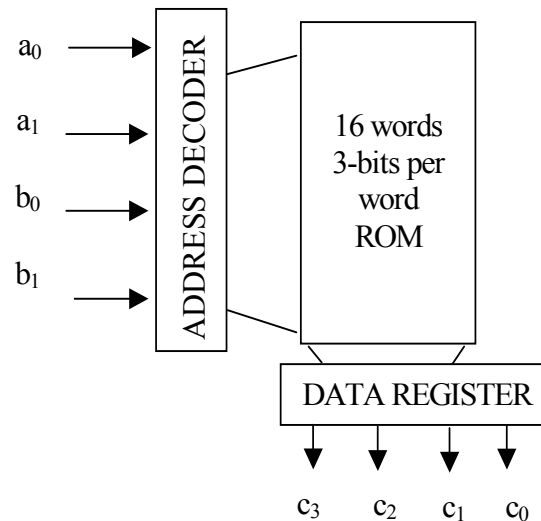 a₀
a₁
b₀
b₁
ADDRESS DECODER
16 words
3-bits per
word
ROM
DATA REGISTER
c₃ c₂ c₁ c₀